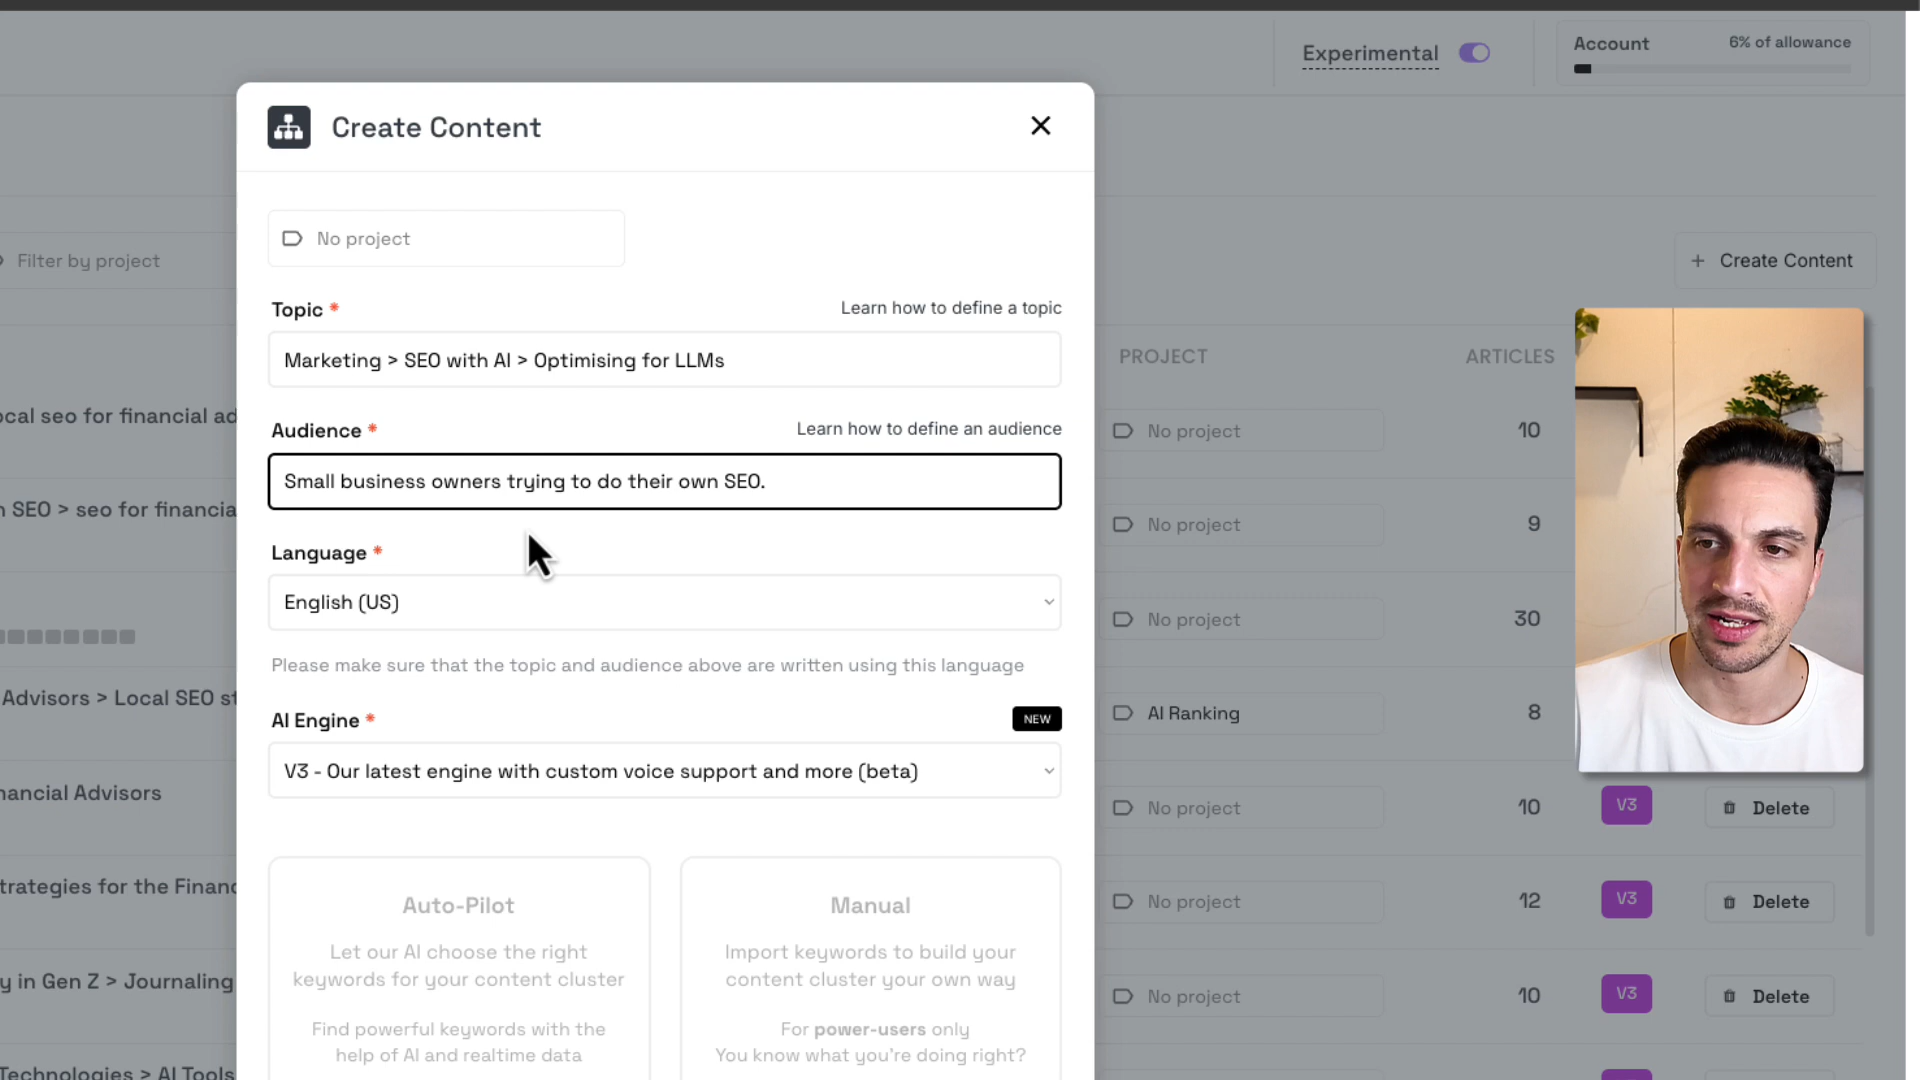 Experimental
Account
6% of allowance
Create Content
No project
Filter by project
+ Create Content
Topic *
Learn how to define a topic
Marketing > SEO with AI > Optimising for LLMs
PROJECT
ARTICLES
ocal seo for financial ad
No project
10
Audience *
Learn how to define an audience
Small business owners trying to do their own SEO.
n SEO > seo for financia
No project
9
Language *
English (US)
No project
30
Please make sure that the topic and audience above are written using this language
Advisors > Local SEO st
AI Ranking
8
AI Engine *
NEW
V3 - Our latest engine with custom voice support and more (beta)
nancial Advisors
No project
10
V3
Delete
trategies for the Financ
No project
12
V3
Delete
Auto-Pilot
Let our AI choose the right
keywords for your content cluster
Find powerful keywords with the
help of AI and realtime data
Manual
Import keywords to build your
content cluster your own way
For power-users only
You know what you're doing right?
y in Gen Z > Journaling
No project
10
V3
Delete
Technologies > AI Tools